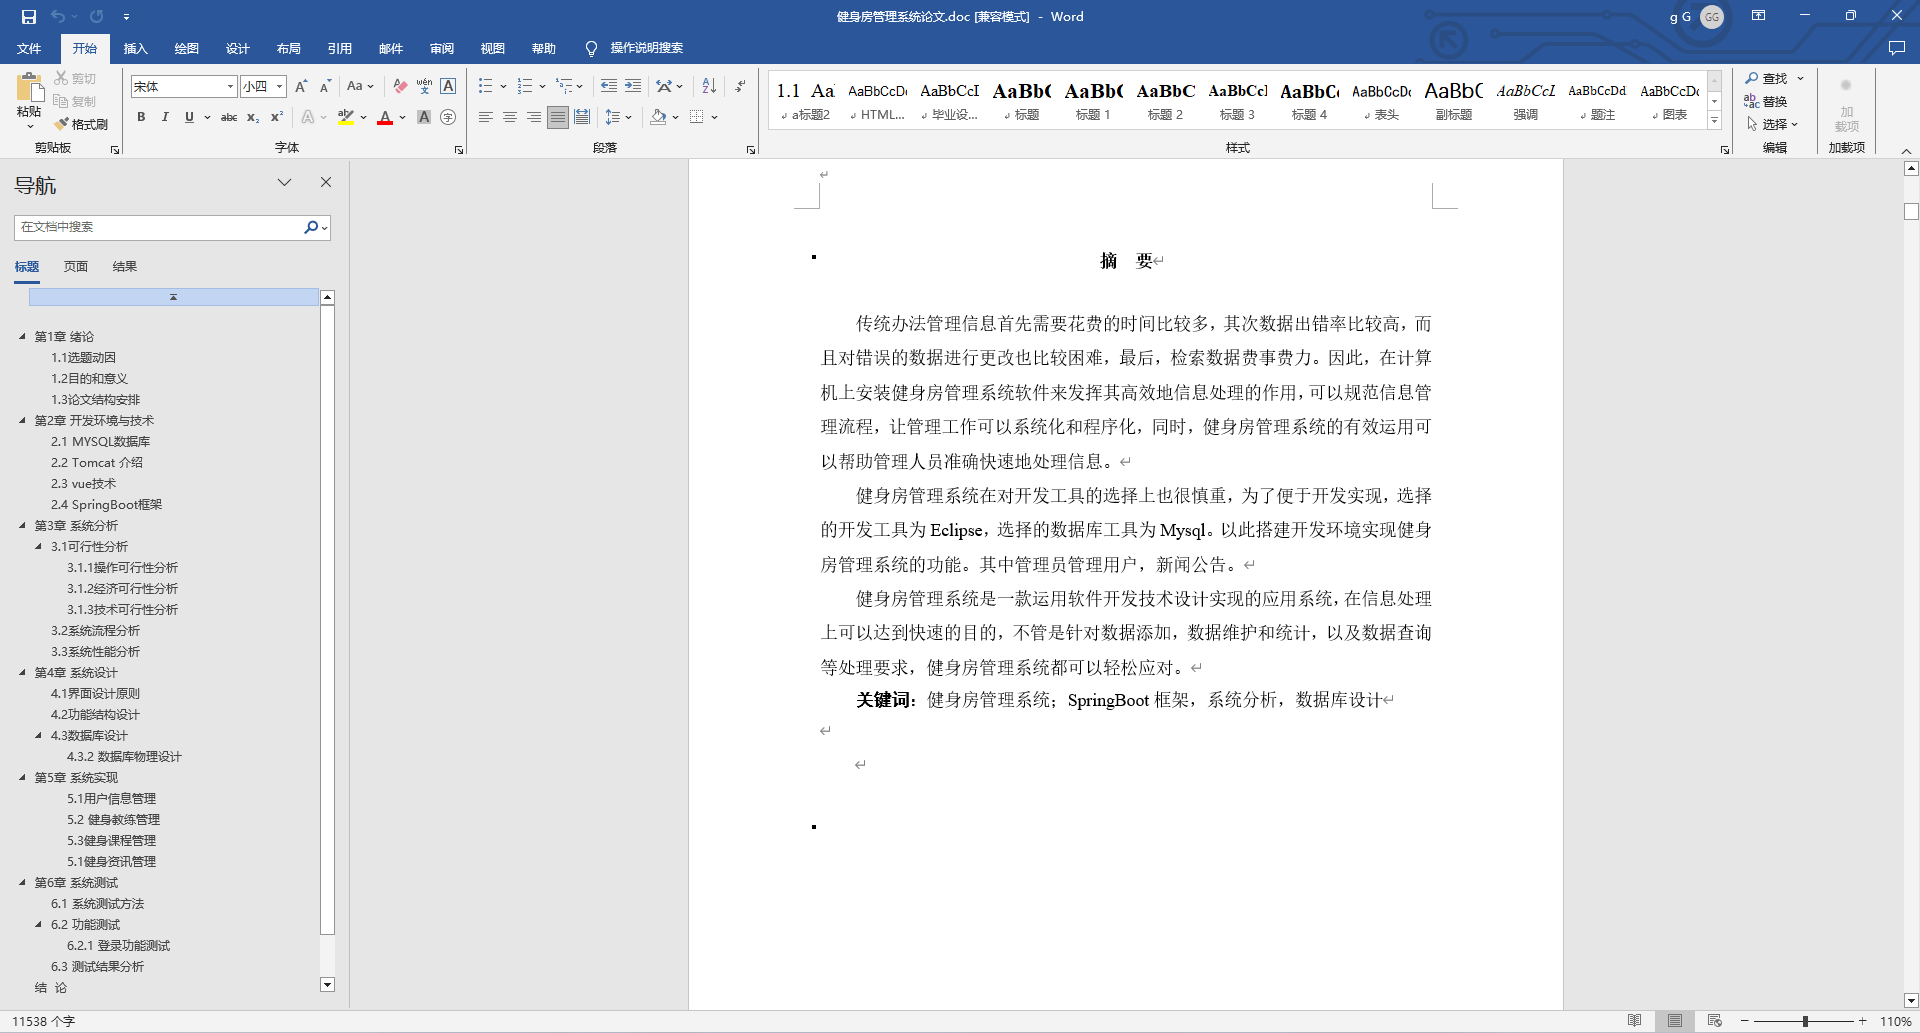 健身房管理系统论文.doc [兼容模式] - Word
g G GG
文件 开始 插入 绘图 设计 布局 引用 邮件 审阅 视图 帮助 操作说明搜索
粘贴 剪切 复制 格式刷
宋体 小四
剪贴板 字体 段落 样式 编辑 加载项
1.1 Aa AaBbCcD AaBbCcI AaBbC AaBbC AaBbC AaBbCcI AaBbC AaBbCcDc AaBbC AaBbCcL AaBbCcDd AaBbCcDc
a标题2 HTML... 毕业设... 标题 标题 1 标题 2 标题 3 标题 4 表头 副标题 强调 题注 图表
查找
替换
选择
加载项
导航
在文档中搜索
标题 页面 结果
第1章 绪论
1.1选题动因
1.2目的和意义
1.3论文结构安排
第2章 开发环境与技术
2.1 MYSQL数据库
2.2 Tomcat 介绍
2.3 vue技术
2.4 SpringBoot框架
第3章 系统分析
3.1可行性分析
3.1.1操作可行性分析
3.1.2经济可行性分析
3.1.3技术可行性分析
3.2系统流程分析
3.3系统性能分析
第4章 系统设计
4.1界面设计原则
4.2功能结构设计
4.3数据库设计
4.3.2 数据库物理设计
第5章 系统实现
5.1用户信息管理
5.2 健身教练管理
5.3健身课程管理
5.1健身资讯管理
第6章 系统测试
6.1 系统测试方法
6.2 功能测试
6.2.1 登录功能测试
6.3 测试结果分析
结 论
摘 要
传统办法管理信息首先需要花费的时间比较多，其次数据出错率比较高，而
且对错误的数据进行更改也比较困难，最后，检索数据费事费力。因此，在计算
机上安装健身房管理系统软件来发挥其高效地信息处理的作用，可以规范信息管
理流程，让管理工作可以系统化和程序化，同时，健身房管理系统的有效运用可
以帮助管理人员准确快速地处理信息。
健身房管理系统在对开发工具的选择上也很慎重，为了便于开发实现，选择
的开发工具为 Eclipse，选择的数据库工具为 Mysql。以此搭建开发环境实现健身
房管理系统的功能。其中管理员管理用户，新闻公告。
健身房管理系统是一款运用软件开发技术设计实现的应用系统，在信息处理
上可以达到快速的目的，不管是针对数据添加，数据维护和统计，以及数据查询
等处理要求，健身房管理系统都可以轻松应对。
关键词：健身房管理系统；SpringBoot 框架，系统分析，数据库设计
11538 个字
110%